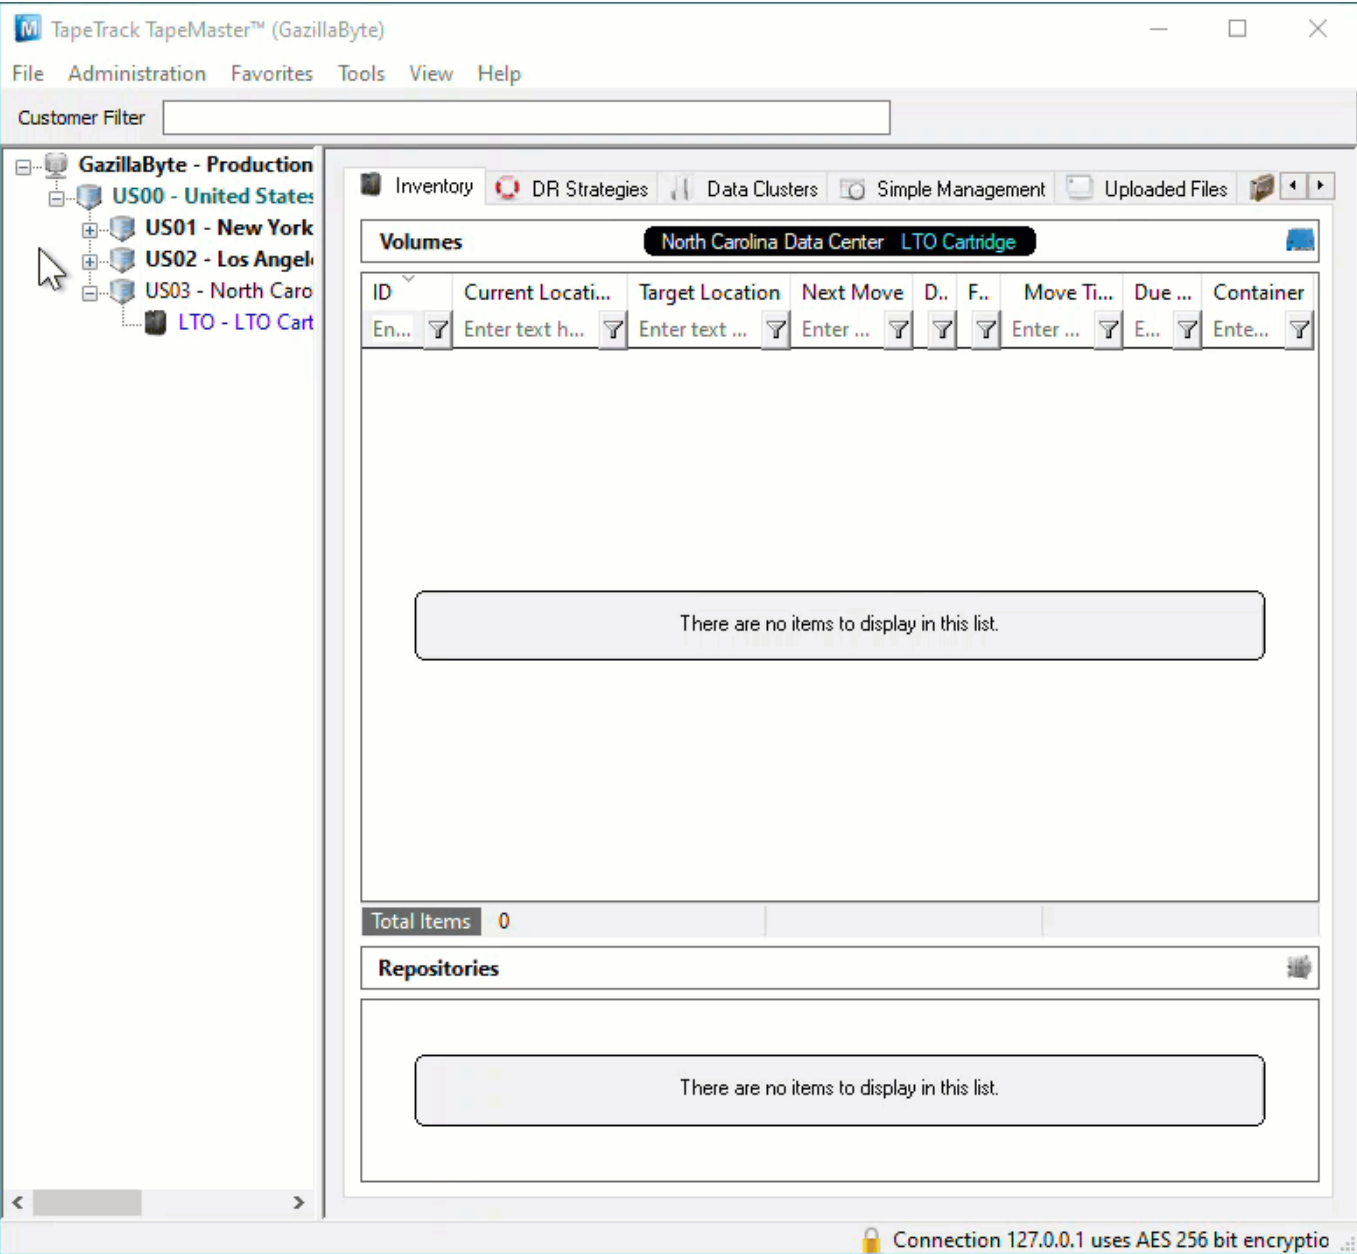 TapeTrack TapeMaster™ (GazillaByte)
File Administration Favorites Tools View Help
Customer Filter
GazillaByte - Production
US00 - United States
US01 - New York
US02 - Los Angel
US03 - North Caro
LTO - LTO Cart
Inventory DR Strategies Data Clusters Simple Management Uploaded Files
Volumes North Carolina Data Center LTO Cartridge
ID Current Locati... Target Location Next Move D.. F.. Move Ti... Due ... Container
En... Enter text h... Enter text ... Enter ... Enter ... E... Ente...
There are no items to display in this list.
Total Items 0
Repositories
There are no items to display in this list.
Connection 127.0.0.1 uses AES 256 bit encryptio